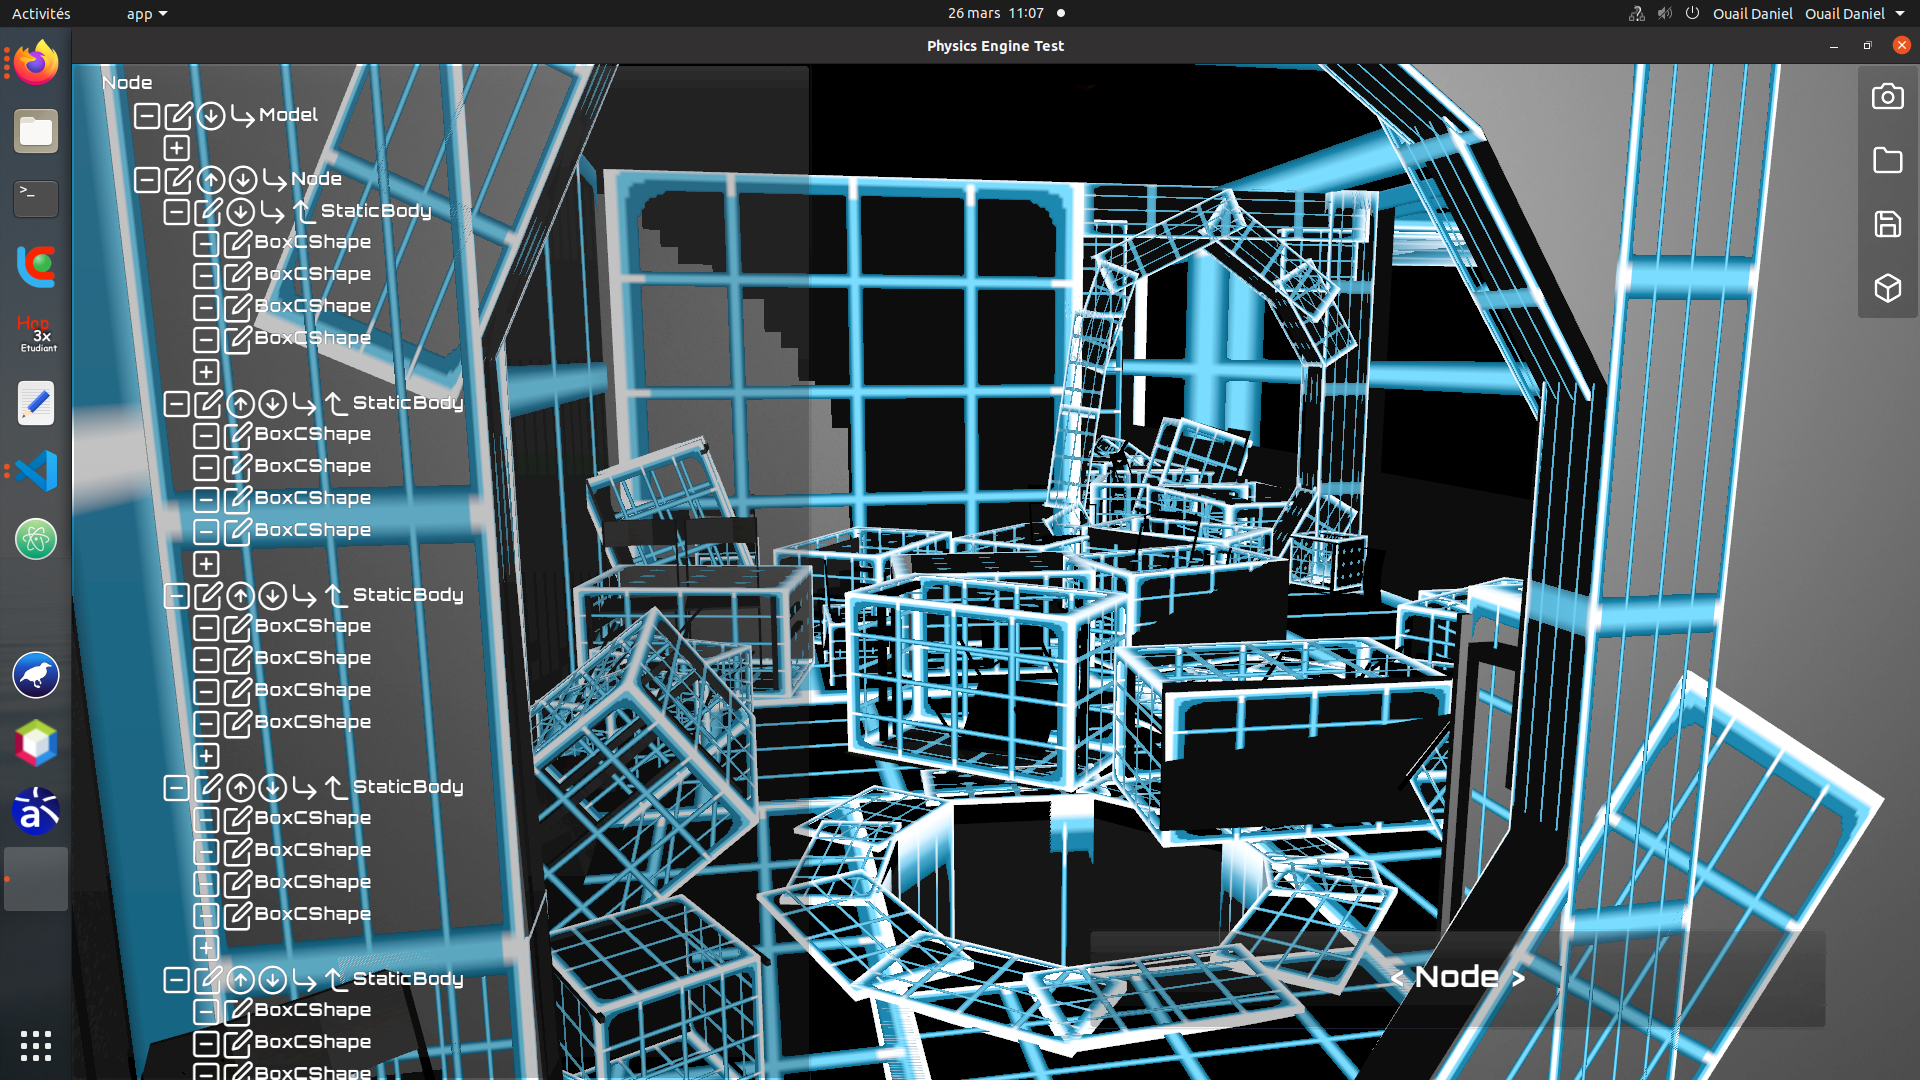 Activités
app
26 mars 11:07
Ouail Daniel
Ouail Daniel
Physics Engine Test
>_
Hop
3x
Etudiant
Node
Model
Node
StaticBody
BoxCShape
BoxCShape
BoxCShape
BoxCShape
StaticBody
BoxCShape
BoxCShape
BoxCShape
BoxCShape
StaticBody
BoxCShape
BoxCShape
BoxCShape
BoxCShape
StaticBody
BoxCShape
BoxCShape
BoxCShape
BoxCShape
StaticBody
BoxCShape
BoxCShape
BoxCShape
< Node >